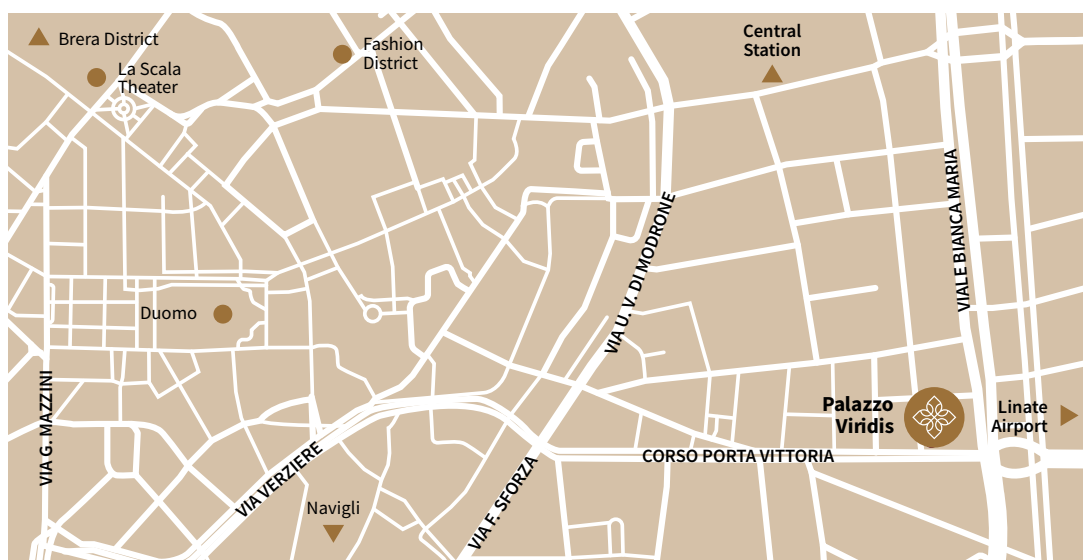 Brera District
La Scala
Theater
Fashion
District
Central
Station
VIA U. V. DI MODRONE
VIALE BIANCA MARIA
Duomo
VIA G. MAZZINI
Palazzo
Viridis
Linate
Airport
VIA VERZIERE
CORSO PORTA VITTORIA
VIA F. SFORZA
Navigli